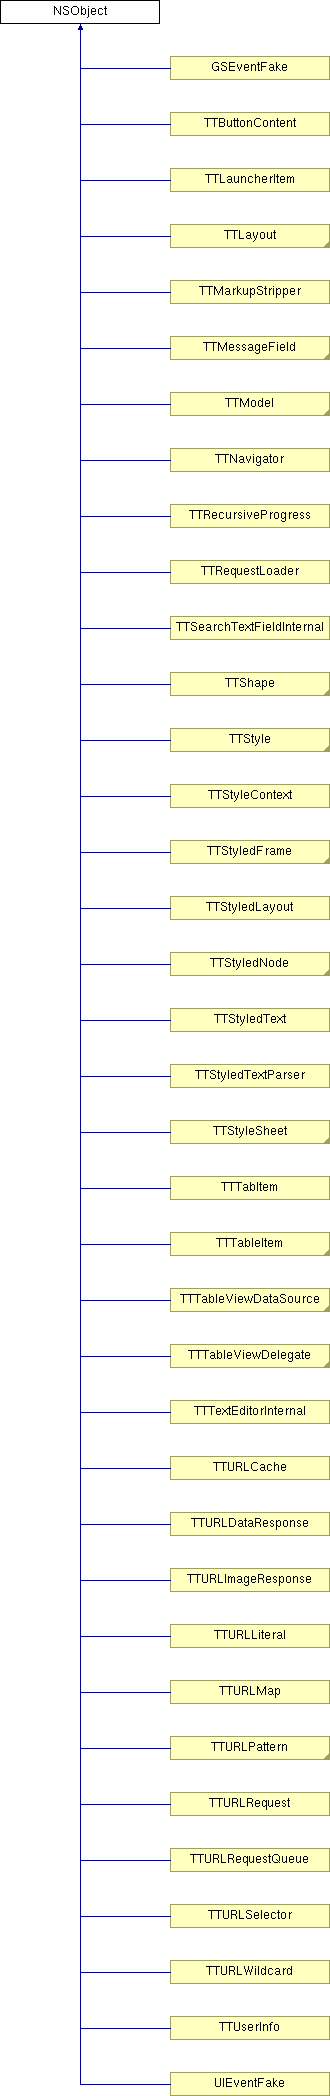 NSObject
GSEventFake
TTButtonContent
TTLauncherItem
TTLayout
TTMarkupStripper
TTMessageField
TTModel
TTNavigator
TTRecursiveProgress
TTRequestLoader
TTSearchTextFieldInternal
TTShape
TTStyle
TTStyleContext
TTStyledFrame
TTStyledLayout
TTStyledNode
TTStyledText
TTStyledTextParser
TTStyleSheet
TTTabItem
TTTableItem
TTTableViewDataSource
TTTableViewDelegate
TTTextEditorInternal
TTURLCache
TTURLDataResponse
TTURLImageResponse
TTURLLiteral
TTURLMap
TTURLPattern
TTURLRequest
TTURLRequestQueue
TTURLSelector
TTURLWildcard
TTUserInfo
UIEventFake